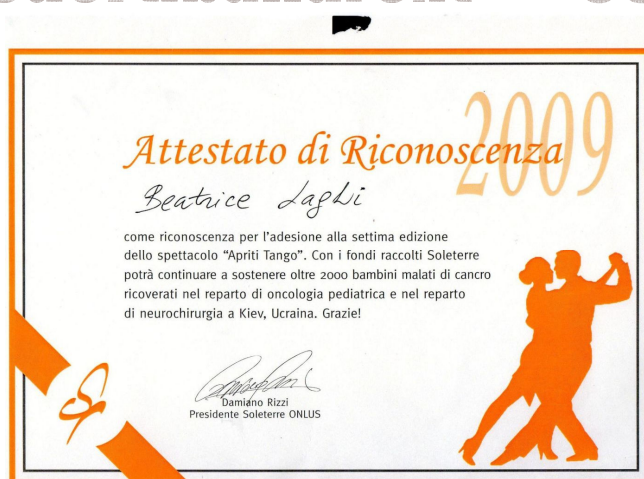 2009
Attestato di Riconoscenza
Beatrice Laghi
come riconoscenza per l'adesione alla settima edizione
dello spettacolo "Apriti Tango". Con i fondi raccolti Soleterre
potrà continuare a sostenere oltre 2000 bambini malati di cancro
ricoverati nel reparto di oncologia pediatrica e nel reparto
di neurochirurgia a Kiev, Ucraina. Grazie!
Damiano Rizzi
Presidente Soleterre ONLUS